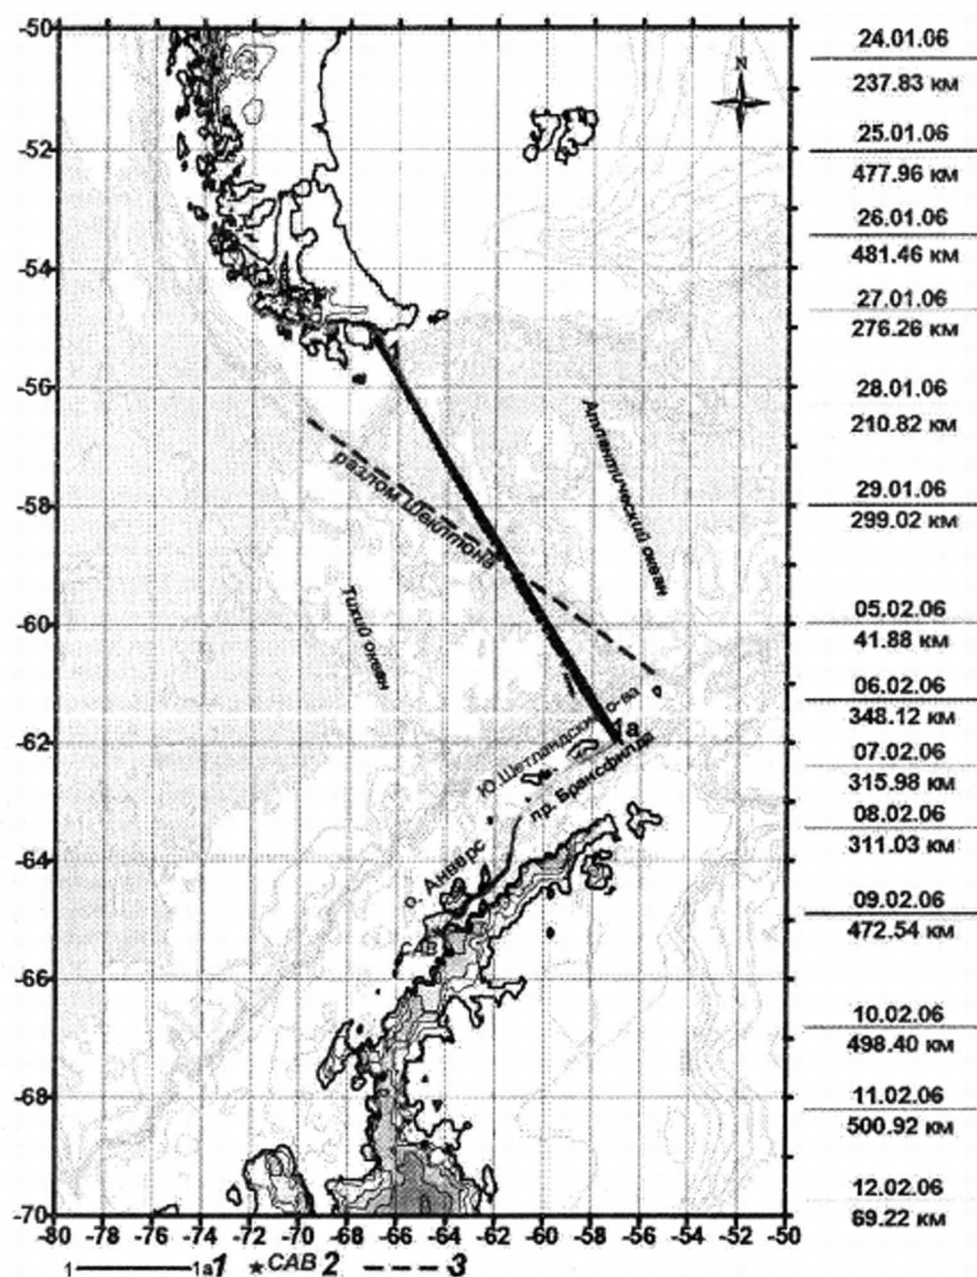 -50
-52
-54
-56
-58
-60
-62
-64
-66
-68
-70
-80 -78 -76 -74 -72 -70 -68 -66 -64 -62 -60 -58 -56 -54 -52 -50
N
1
разлом Шеклтона
Атлантический океан
Тихий океан
1a
Ю.Шетландские о-ва
пр. Брансфилда
о. Анверс
САВ
1 1a 1 ★САВ 2 3
24.01.06
237.83 км
25.01.06
477.96 км
26.01.06
481.46 км
27.01.06
276.26 км
28.01.06
210.82 км
29.01.06
299.02 км
05.02.06
41.88 км
06.02.06
348.12 км
07.02.06
315.98 км
08.02.06
311.03 км
09.02.06
472.54 км
10.02.06
498.40 км
11.02.06
500.92 км
12.02.06
69.22 км